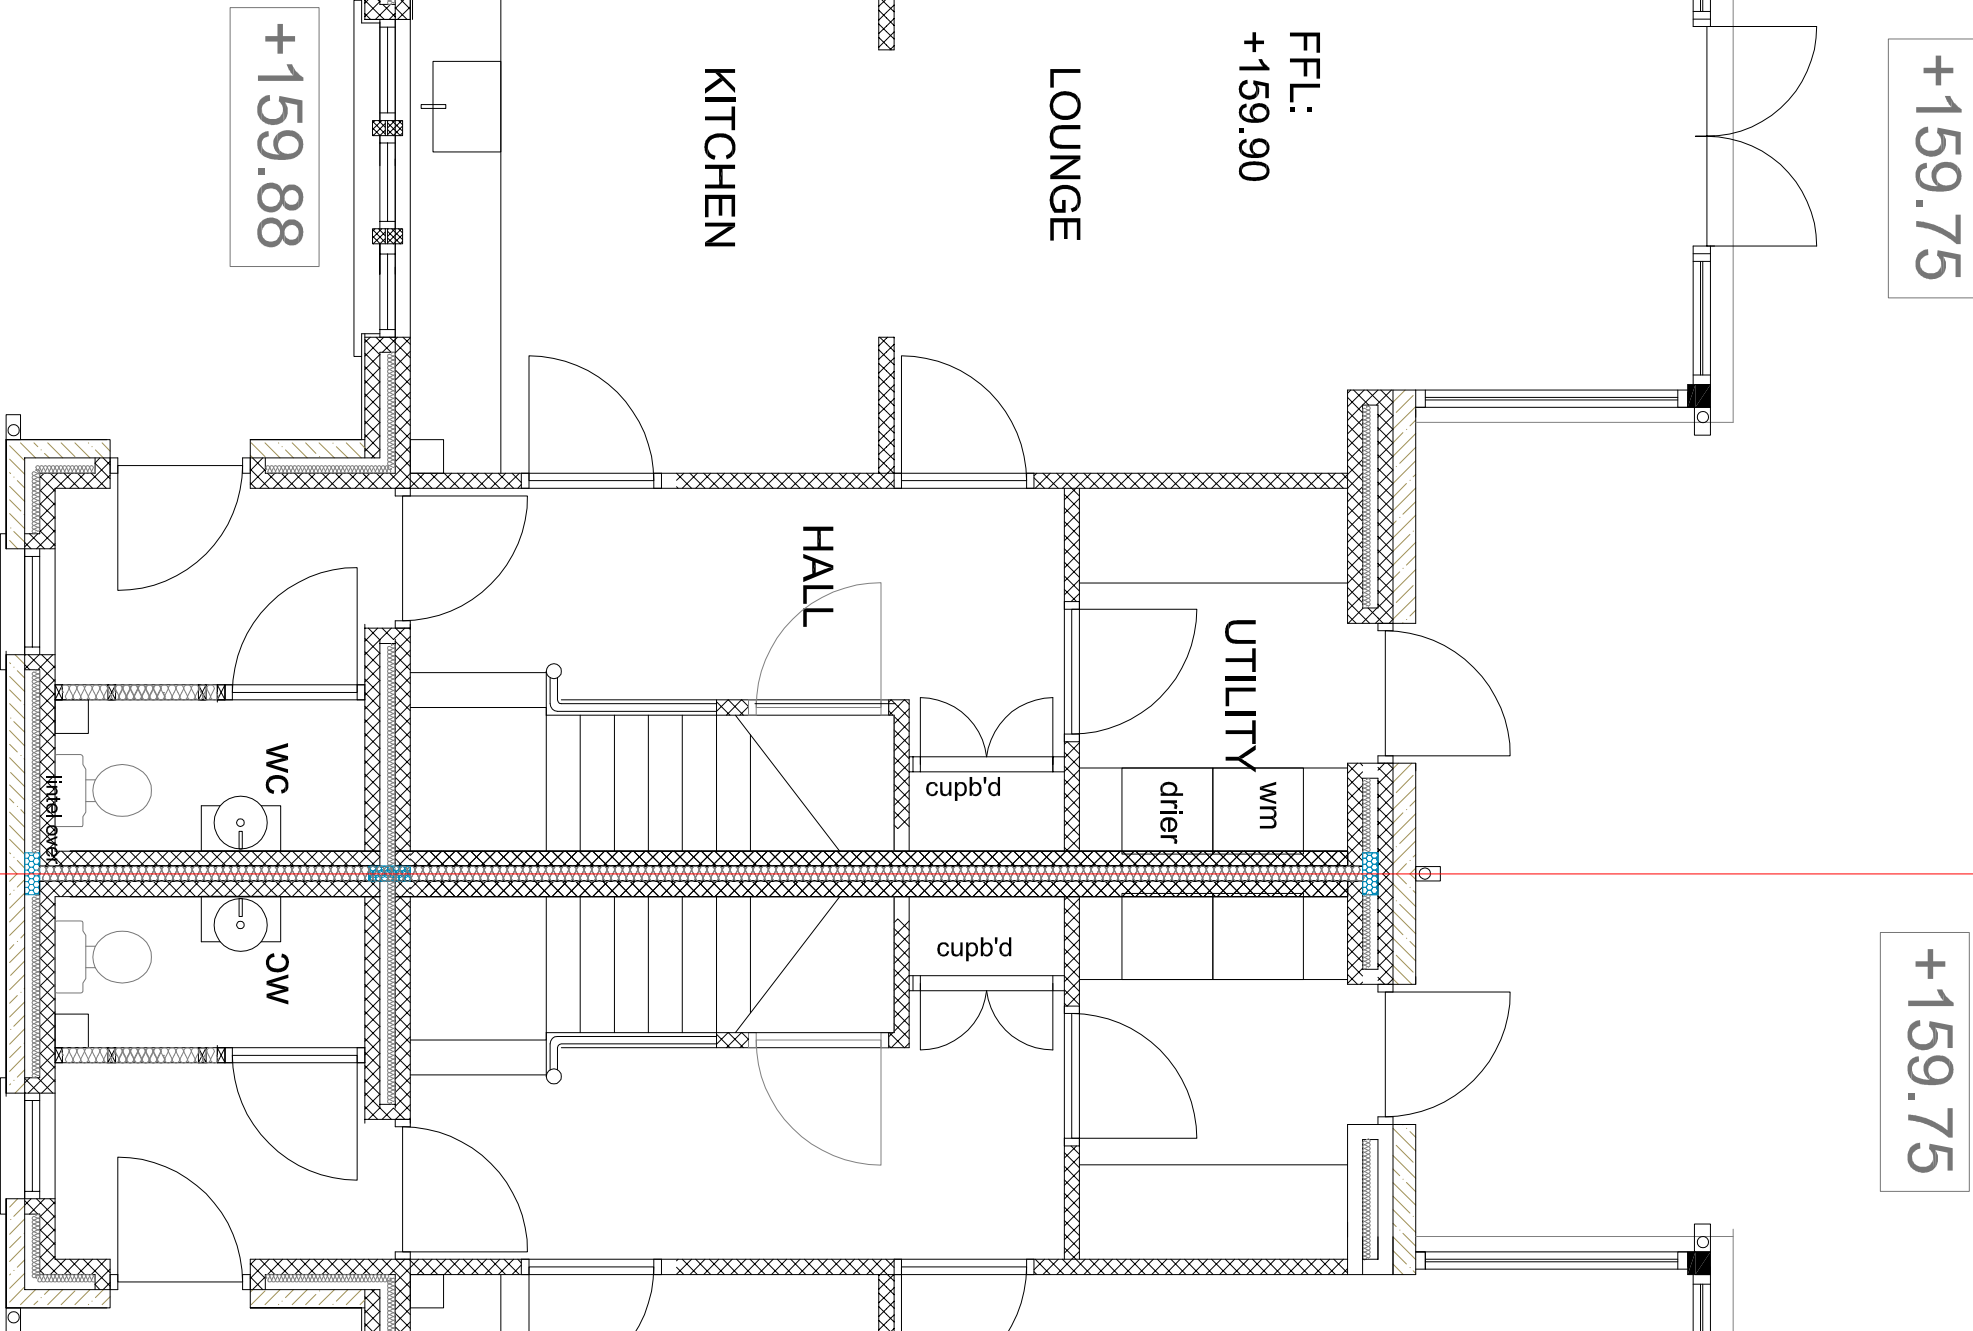 +159.88
KITCHEN
LOUNGE
FFL:
+159.90
+159.75
HALL
UTILITY
wc
lintel over
cupb'd
drier
wm
wc
cupb'd
+159.75